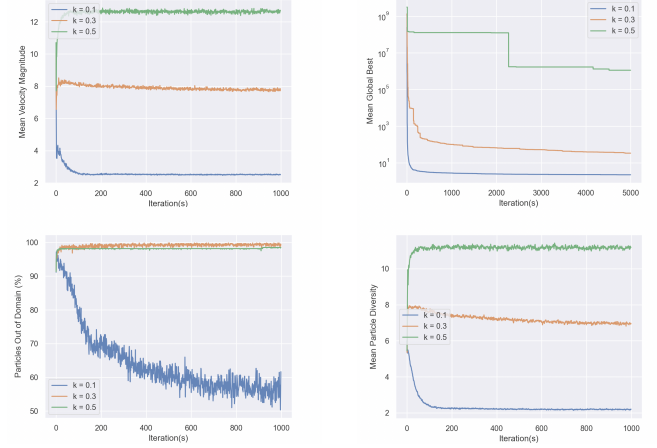 12
10
8
6
4
2
Mean Velocity Magnitude
k = 0.1
k = 0.3
k = 0.5
0 200 400 600 800 1000
Iteration(s)
10^9
10^7
10^5
10^3
10^1
Mean Global Best
k = 0.1
k = 0.3
k = 0.5
0 1000 2000 3000 4000 5000
Iteration(s)
100
90
80
70
60
50
Particles Out of Domain (%)
k = 0.1
k = 0.3
k = 0.5
0 200 400 600 800 1000
Iteration(s)
10
8
6
4
2
Mean Particle Diversity
k = 0.1
k = 0.3
k = 0.5
0 200 400 600 800 1000
Iteration(s)